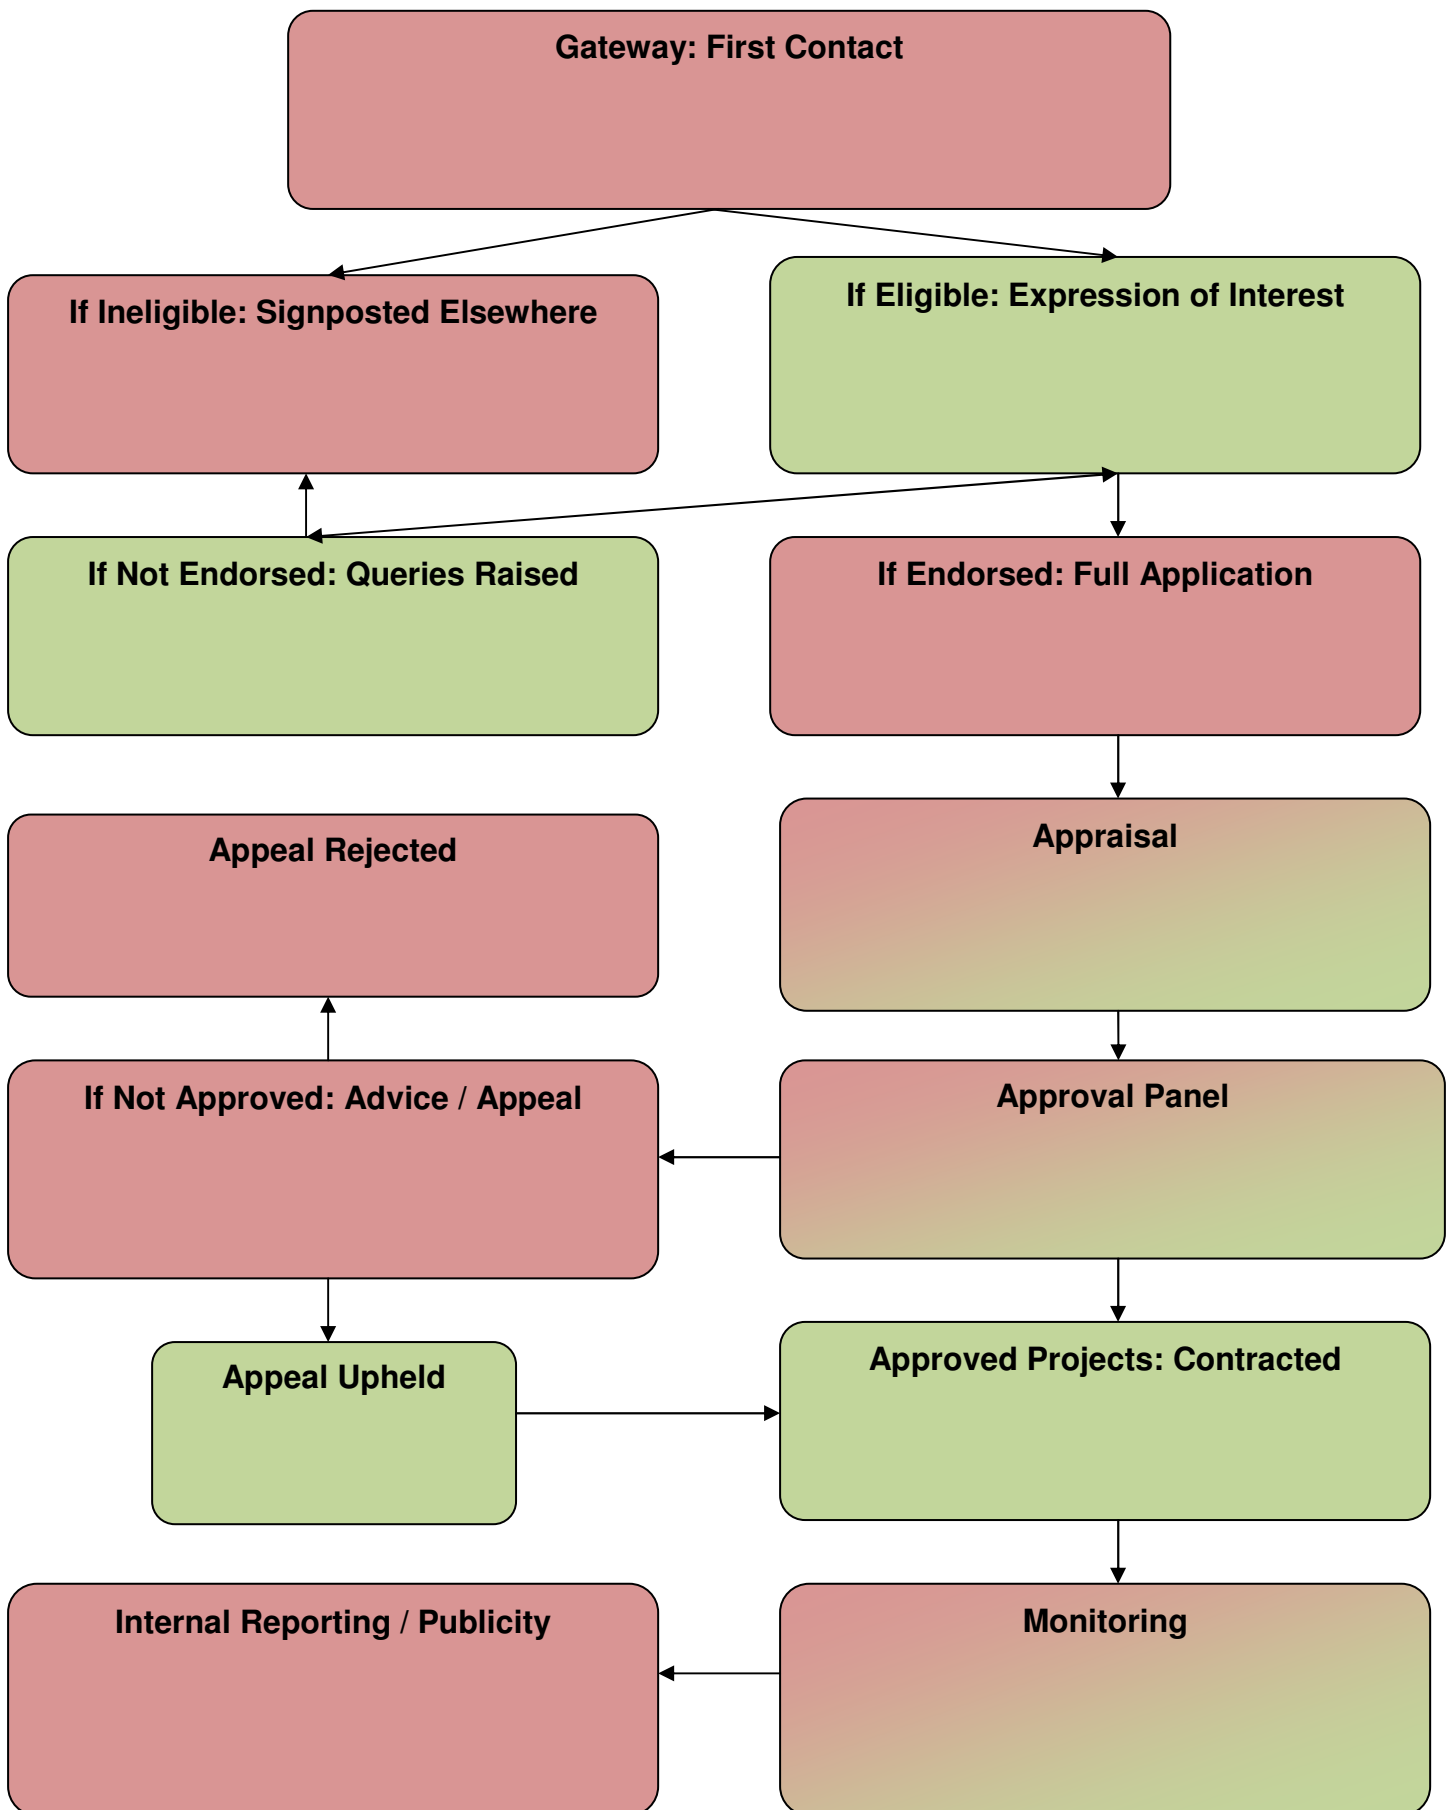 Gateway: First Contact
If Ineligible: Signposted Elsewhere
If Eligible: Expression of Interest
If Not Endorsed: Queries Raised
If Endorsed: Full Application
Appeal Rejected
Appraisal
If Not Approved: Advice / Appeal
Approval Panel
Appeal Upheld
Approved Projects: Contracted
Internal Reporting / Publicity
Monitoring